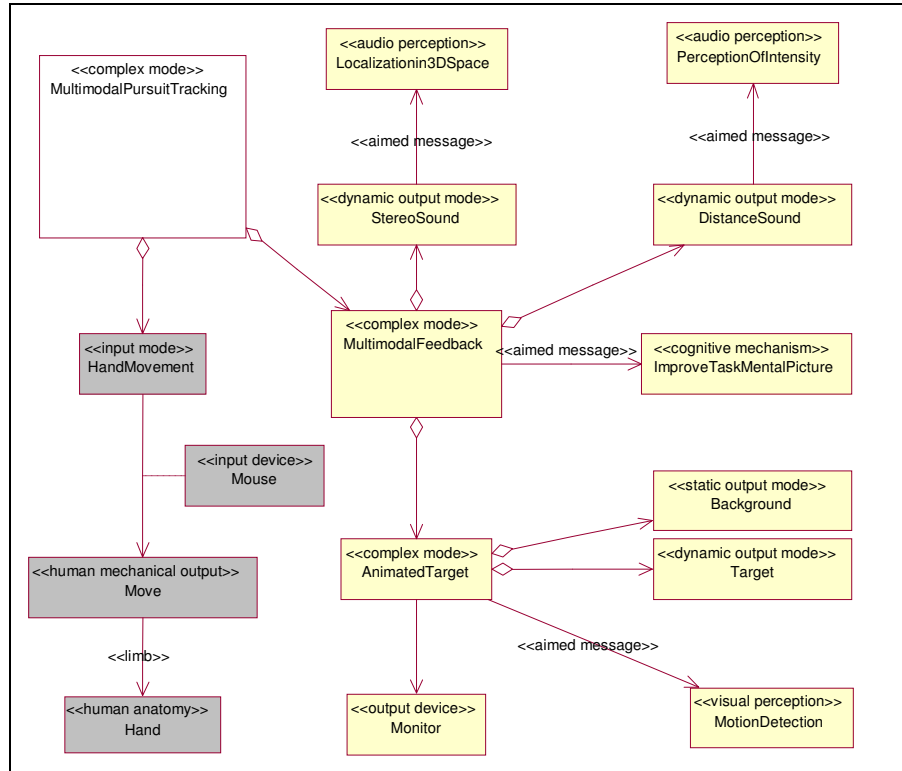 <<complex mode>>
MultimodalPursuitTracking
<<audio perception>>
Localizationin3DSpace
<<audio perception>>
PerceptionOfIntensity
<<aimed message>>
<<aimed message>>
<<dynamic output mode>>
StereoSound
<<dynamic output mode>>
DistanceSound
<<complex mode>>
MultimodalFeedback
<<aimed message>>
<<cognitive mechanism>>
ImproveTaskMentalPicture
<<input mode>>
HandMovement
<<input device>>
Mouse
<<static output mode>>
Background
<<complex mode>>
AnimatedTarget
<<dynamic output mode>>
Target
<<human mechanical output>>
Move
<<aimed message>>
<<limb>>
<<human anatomy>>
Hand
<<output device>>
Monitor
<<visual perception>>
MotionDetection